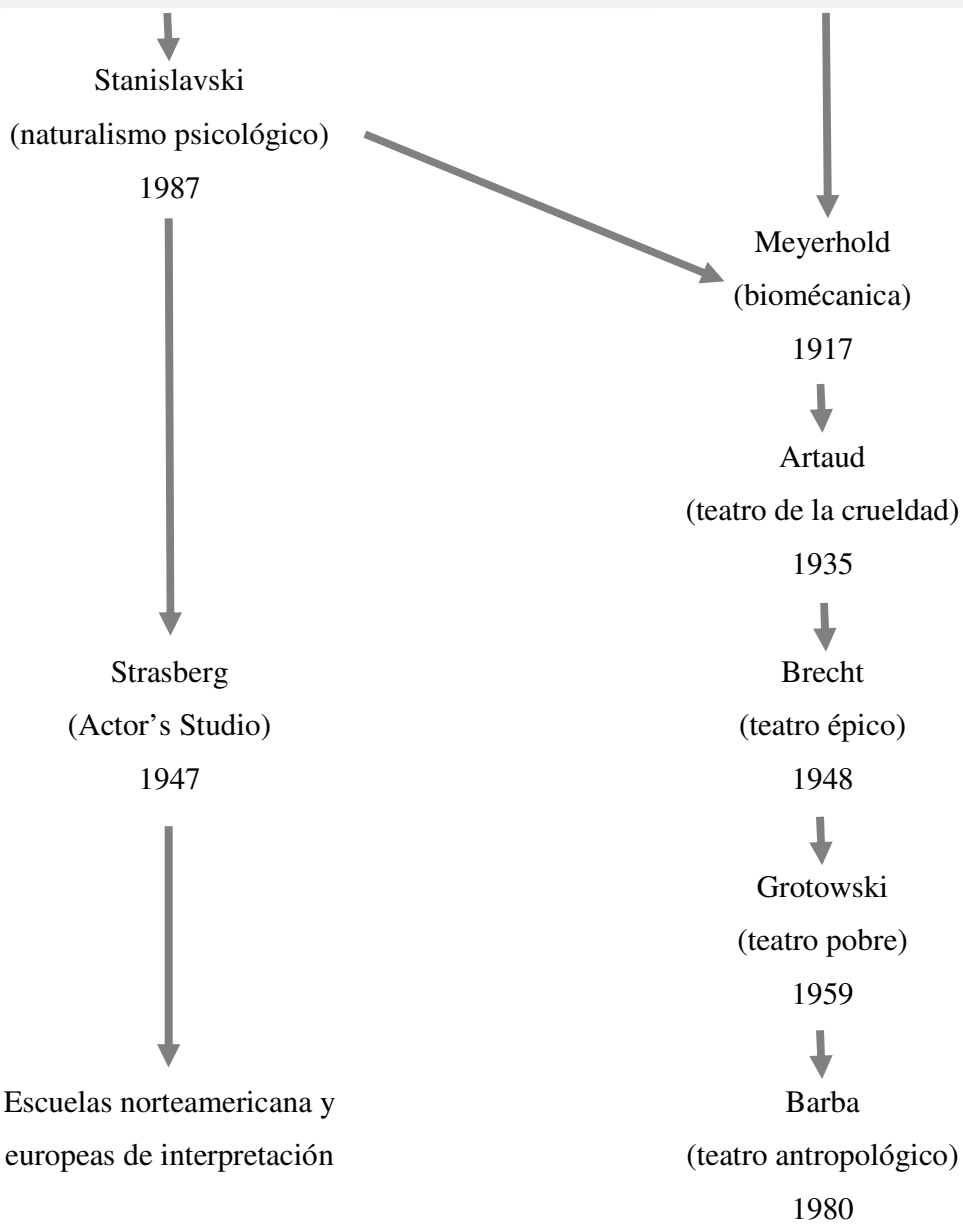 Stanislavski
(naturalismo psicológico)
1987
Meyerhold
(biomécanica)
1917
Artaud
(teatro de la crueldad)
1935
Strasberg
(Actor’s Studio)
1947
Brecht
(teatro épico)
1948
Grotowski
(teatro pobre)
1959
Escuelas norteamericana y
europeas de interpretación
Barba
(teatro antropológico)
1980